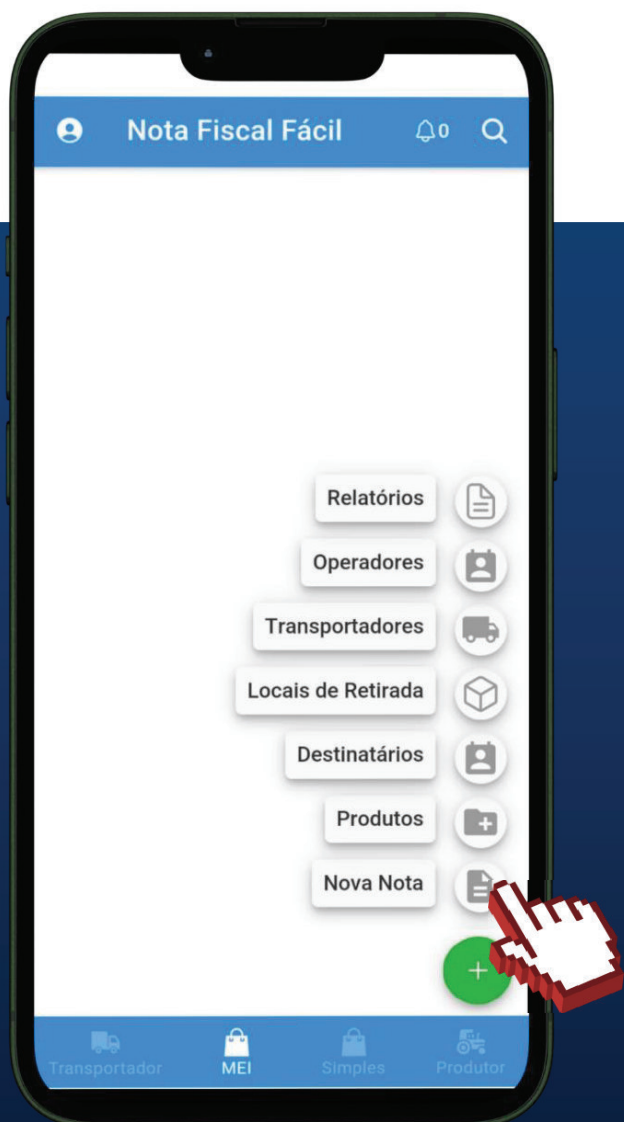 Nota Fiscal Fácil 0
Relatórios
Operadores
Transportadores
Locais de Retirada
Destinatários
Produtos
Nova Nota
+
Transportador MEI Simples Produtor